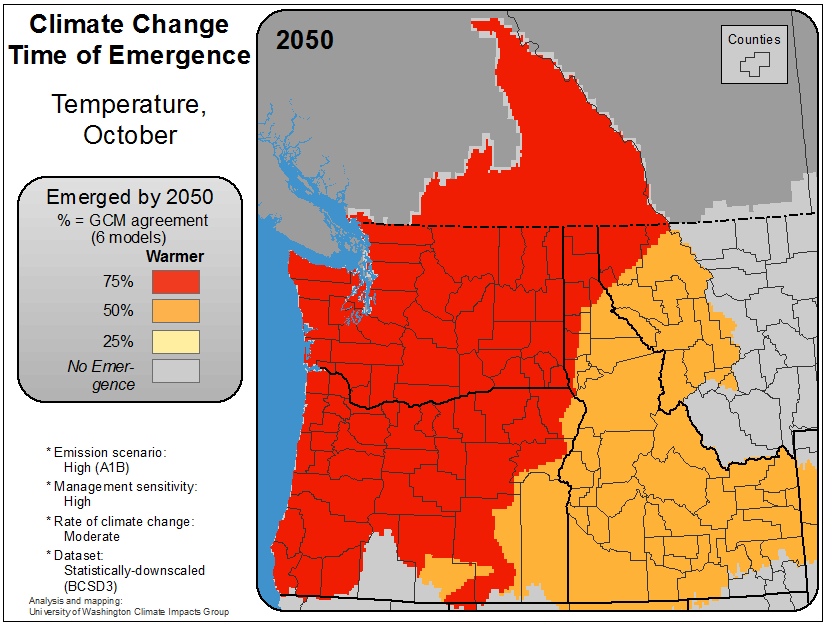 Climate Change
Time of Emergence
Temperature,
October
Emerged by 2050
% = GCM agreement
(6 models)
Warmer
75%
50%
25%
No Emer-
gence
* Emission scenario:
High (A1B)
* Management sensitivity:
High
* Rate of climate change:
Moderate
* Dataset:
Statistically-downscaled
(BCSD3)
Analysis and mapping:
University of Washington Climate Impacts Group
2050
Counties